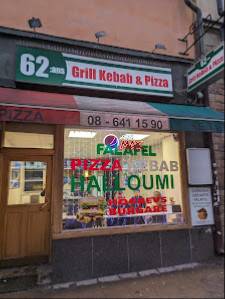 62:ans Grill Kebab & Pizza
PIZZA
08 - 641 15 90
FALAFEL
PIZZA KEBAB
HALLOUMI
BURGARE